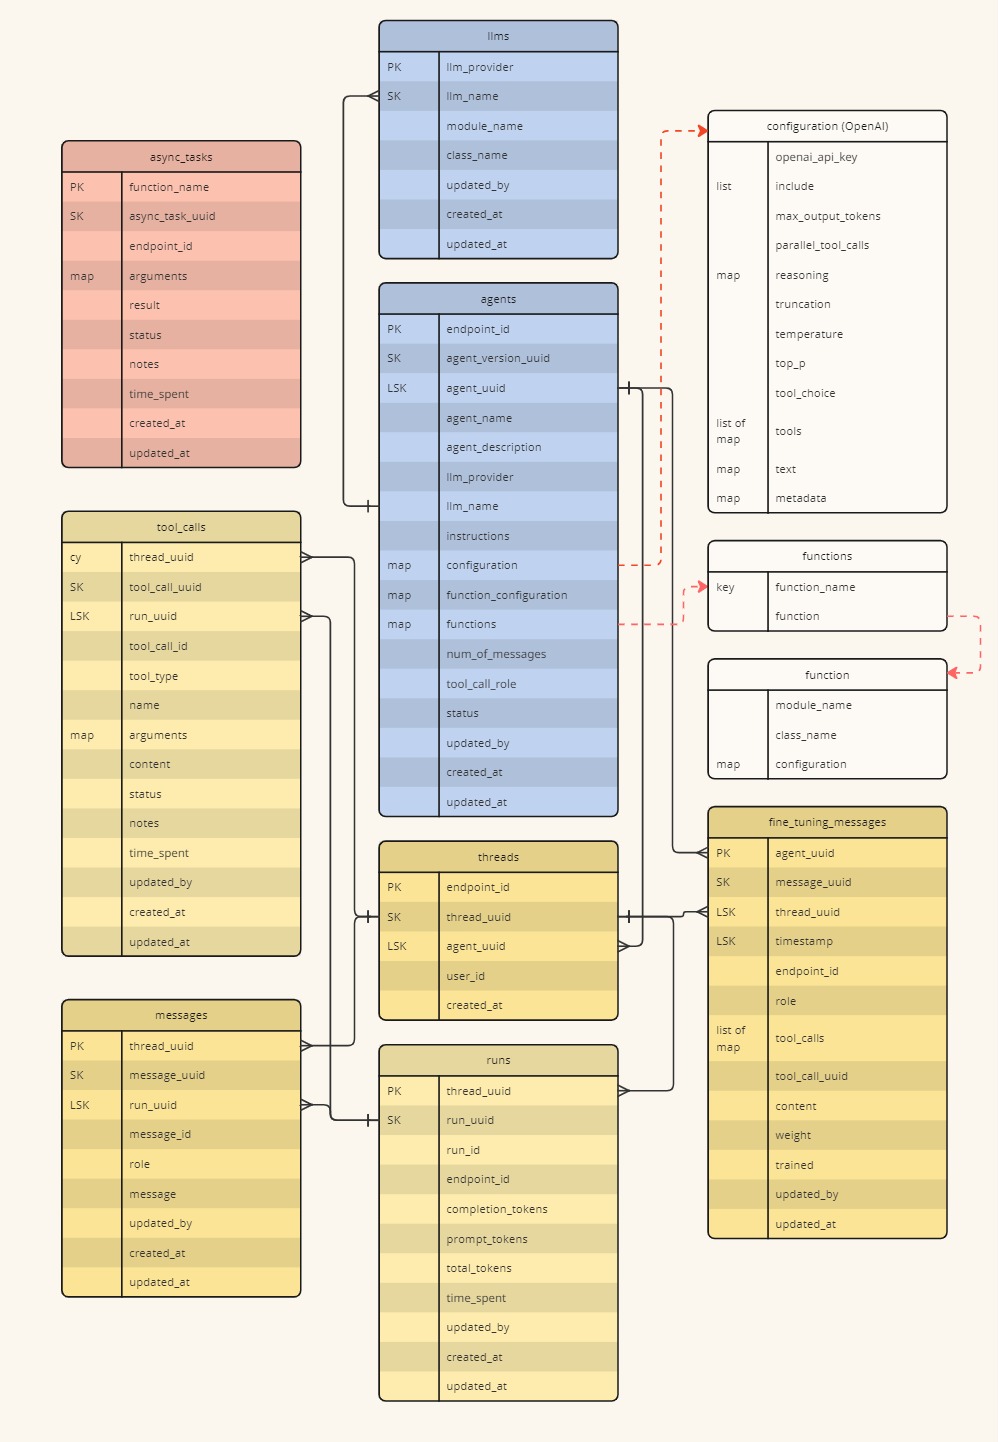 llms
PK llm_provider
SK llm_name
module_name
class_name
updated_by
created_at
updated_at
async_tasks
PK function_name
SK async_task_uuid
endpoint_id
map arguments
result
status
notes
time_spent
created_at
updated_at
configuration (OpenAI)
openai_api_key
list include
max_output_tokens
parallel_tool_calls
map reasoning
truncation
temperature
top_p
tool_choice
list of
map tools
map text
map metadata
agents
PK endpoint_id
SK agent_version_uuid
LSK agent_uuid
agent_name
agent_description
llm_provider
llm_name
instructions
map configuration
map function_configuration
map functions
num_of_messages
tool_call_role
status
updated_by
created_at
updated_at
tool_calls
cy thread_uuid
SK tool_call_uuid
LSK run_uuid
tool_call_id
tool_type
name
map arguments
content
status
notes
time_spent
updated_by
created_at
updated_at
functions
key function_name
function
function
module_name
class_name
map configuration
threads
PK endpoint_id
SK thread_uuid
LSK agent_uuid
user_id
created_at
fine_tuning_messages
PK agent_uuid
SK message_uuid
LSK thread_uuid
LSK timestamp
endpoint_id
role
list of
map tool_calls
tool_call_uuid
content
weight
trained
updated_by
updated_at
messages
PK thread_uuid
SK message_uuid
LSK run_uuid
message_id
role
message
updated_by
created_at
updated_at
runs
PK thread_uuid
SK run_uuid
run_id
endpoint_id
completion_tokens
prompt_tokens
total_tokens
time_spent
updated_by
created_at
updated_at